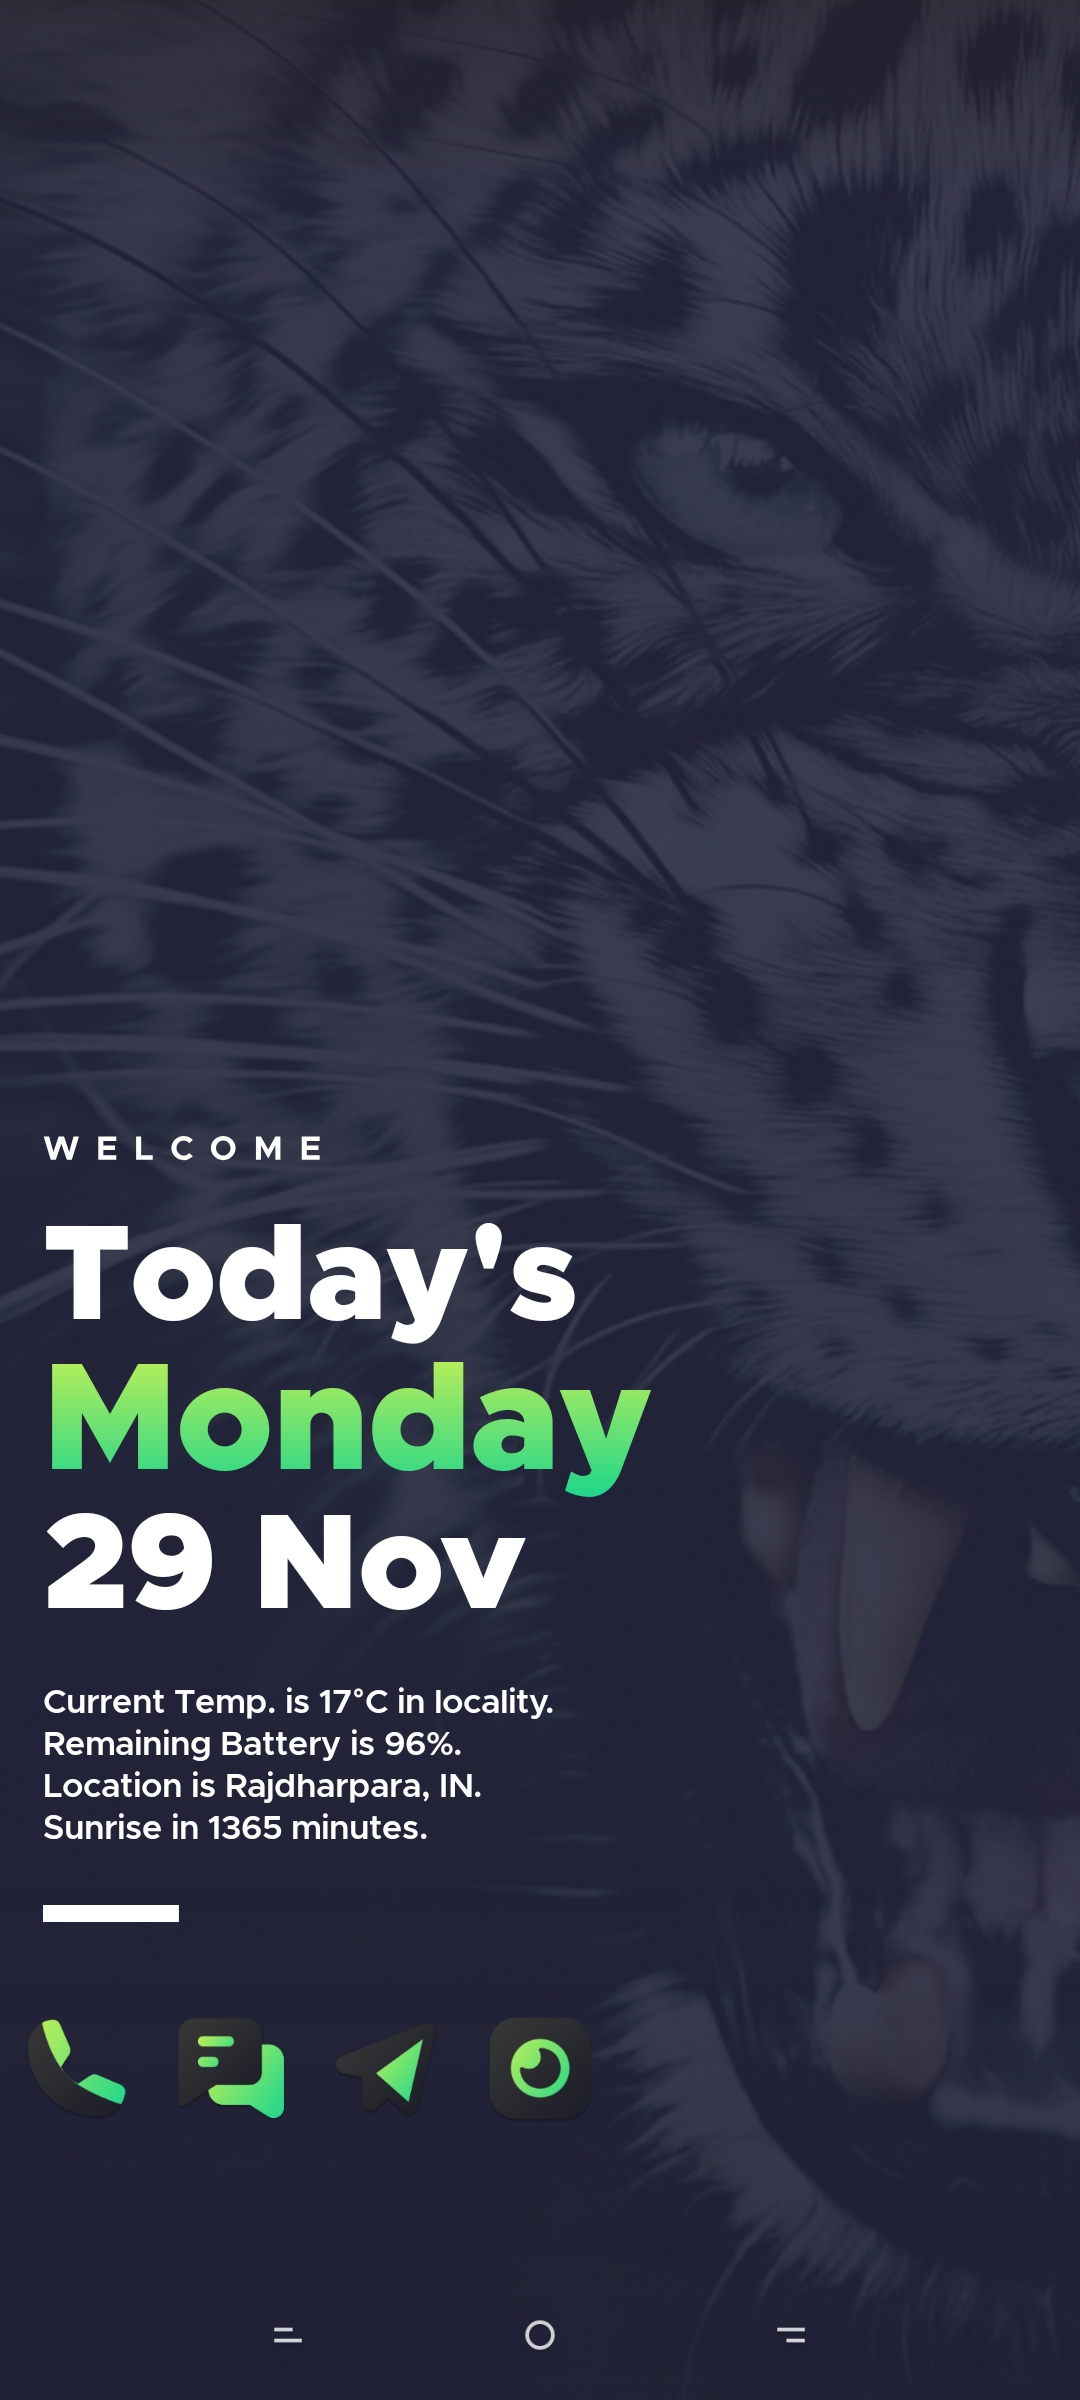 WELCOME
Today's
Monday
29 Nov
Current Temp. is 17°C in locality.
Remaining Battery is 96%.
Location is Rajdharpara, IN.
Sunrise in 1365 minutes.